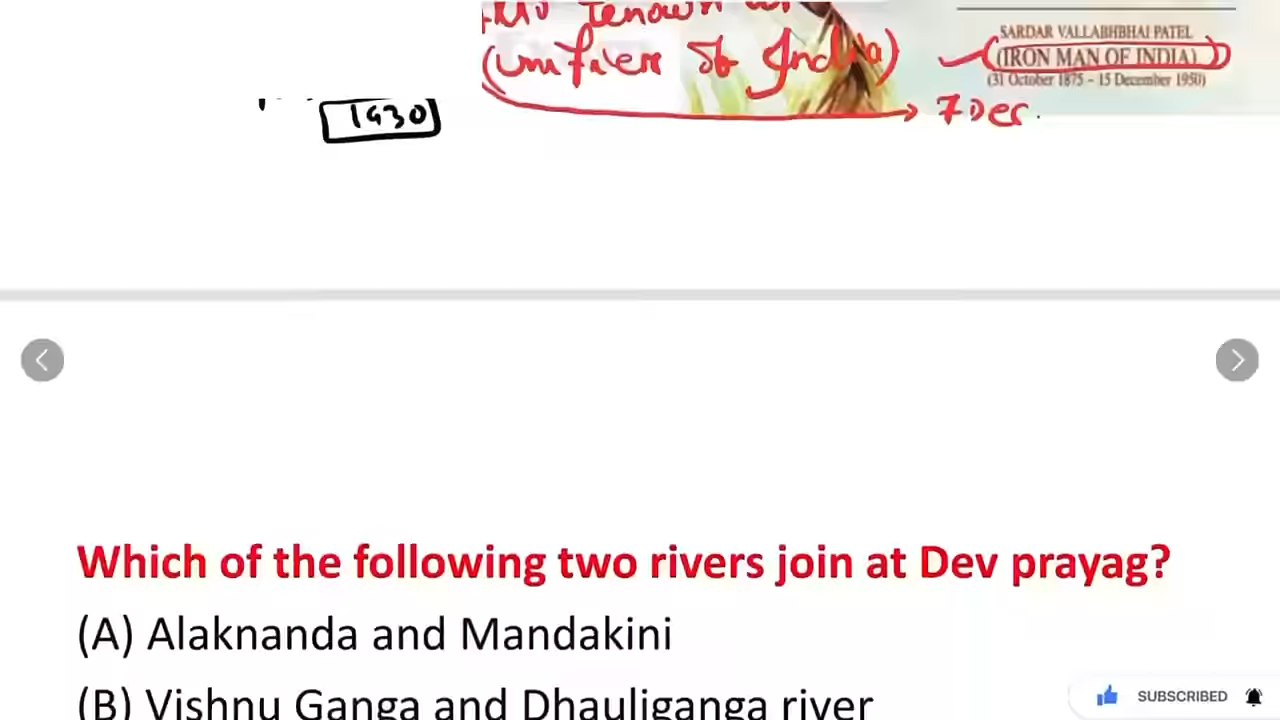 SARDAR VALLABHBHAI PATEL
(unifier of India)
(IRON MAN OF INDIA)
(31 October 1875 - 15 December 1950)
1930
7 Dec
Which of the following two rivers join at Dev prayag?
(A) Alaknanda and Mandakini
(B) Vishnu Ganga and Dhauliganga river
SUBSCRIBED